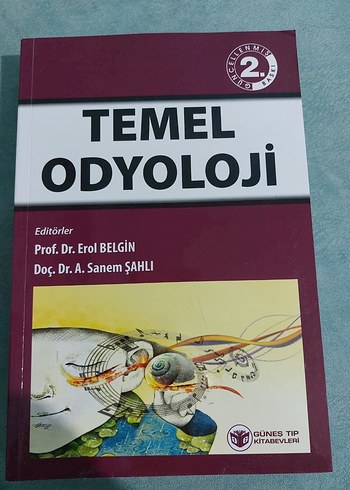 GÜNCELLENMİŞ
2.
BASKI
TEMEL
ODYOLOJİ
Editörler
Prof. Dr. Erol BELGİN
Doç. Dr. A. Sanem ŞAHLI
GÜNEŞ TIP
KİTABEVLERİ